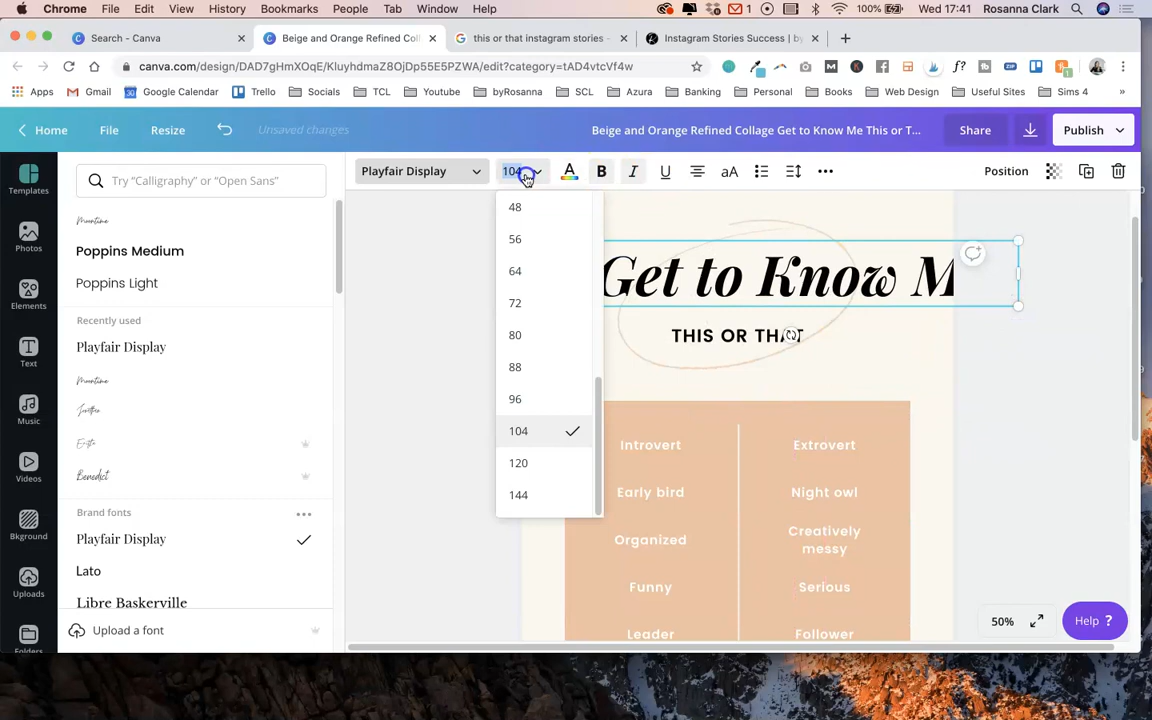 Chrome File Edit View History Bookmarks People Tab Window Help 1 100% Wed 17:41 Rosanna Clark
Search - Canva Beige and Orange Refined Coll this or that instagram stories - Instagram Stories Success | by
canva.com/design/DAD7gHmXOqE/KluyhdmaZ8OjDp55E5PZWA/edit?category=tAD4vtcVf4w
Apps Gmail Google Calendar Trello Socials TCL Youtube byRosanna SCL Azura Banking Personal Books Web Design Useful Sites Sims 4 »
Home File Resize Unsaved changes Beige and Orange Refined Collage Get to Know Me This or T... Share Publish
Templates
Photos
Elements
Text
Music
Videos
Bkground
Uploads
Folders
Try “Calligraphy” or “Open Sans”
Moontime
Poppins Medium
Poppins Light
Recently used
Playfair Display
Moontime
Benedict
Brand fonts
Playfair Display
Lato
Libre Baskerville
Upload a font
Playfair Display 104 A B I U aA Position
48
56
64
72
80
88
96
104
120
144
Get to Know M
THIS OR THAT
Introvert Extrovert
Early bird Night owl
Organized Creatively
messy
Funny Serious
Leader Follower
50% Help ?